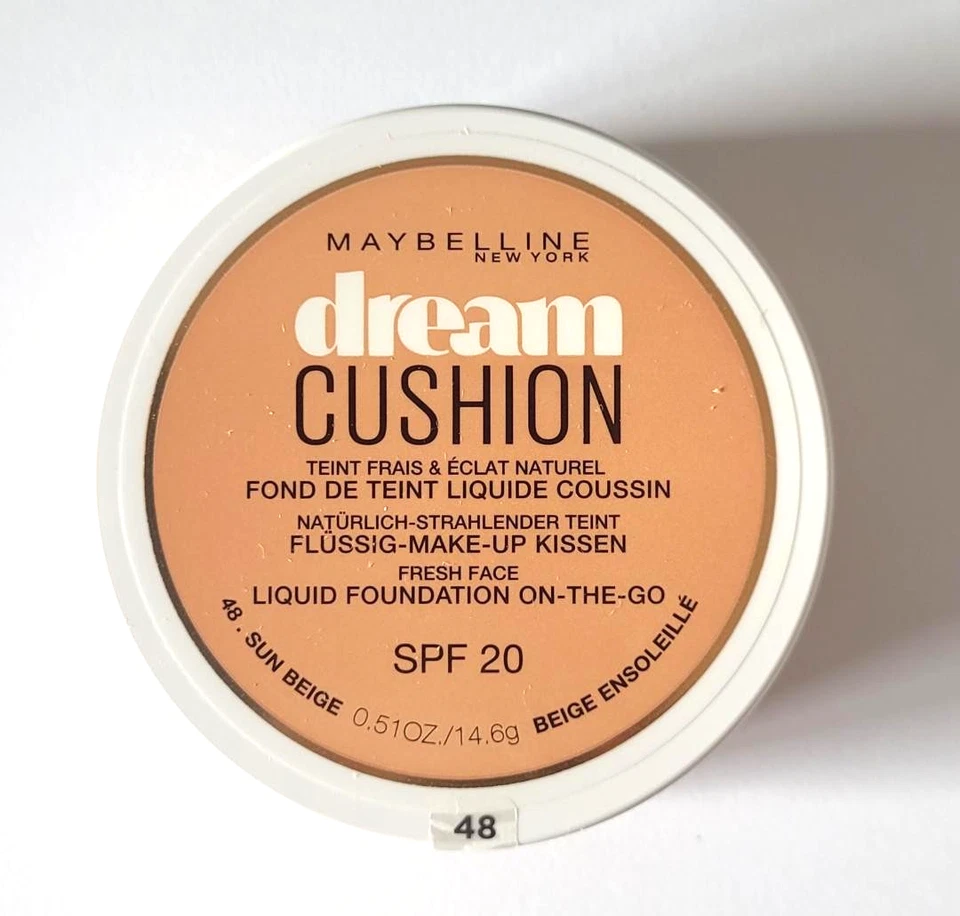 MAYBELLINE
NEW YORK
dream
CUSHION
TEINT FRAIS & ÉCLAT NATUREL
FOND DE TEINT LIQUIDE COUSSIN
NATÜRLICH-STRAHLENDER TEINT
FLÜSSIG-MAKE-UP KISSEN
FRESH FACE
LIQUID FOUNDATION ON-THE-GO
SPF 20
48 . SUN BEIGE
0.51OZ./14.6g
BEIGE ENSOLEILLÉ
48